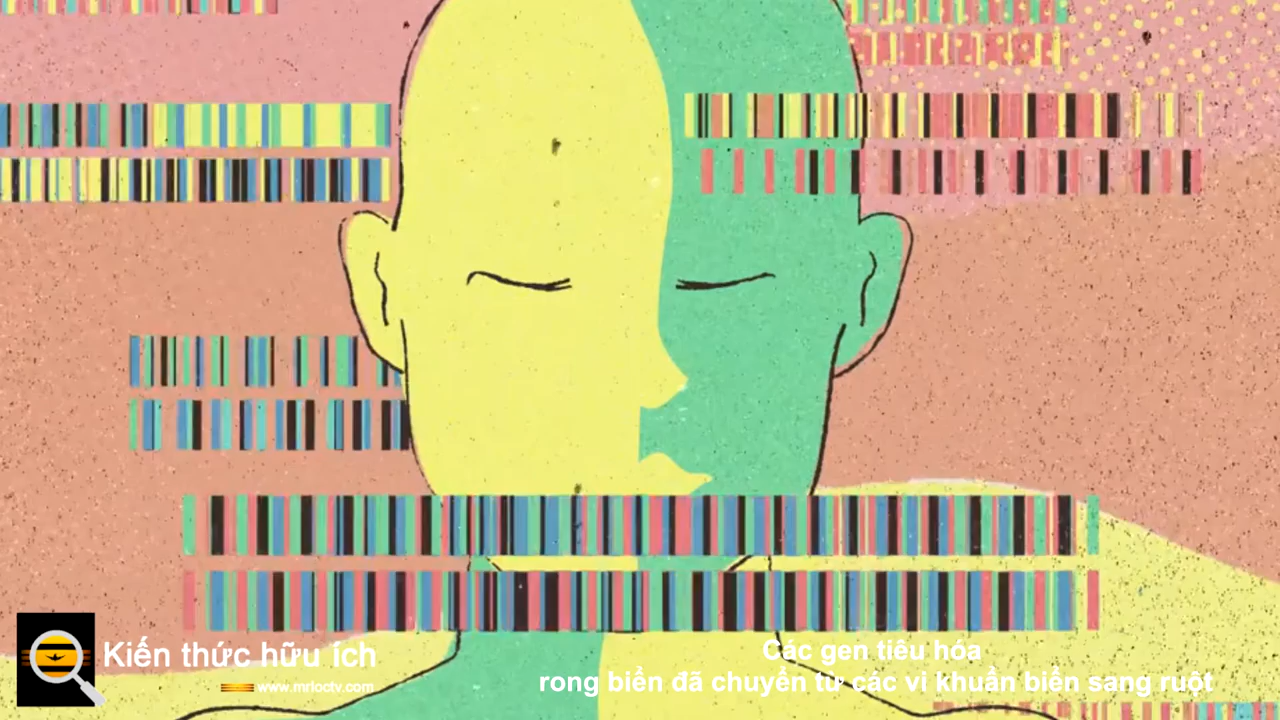 Kiến thức hữu ích
www.mrloctv.com
Các gen tiêu hóa
rong biển đã chuyển từ các vi khuẩn biển sang ruột